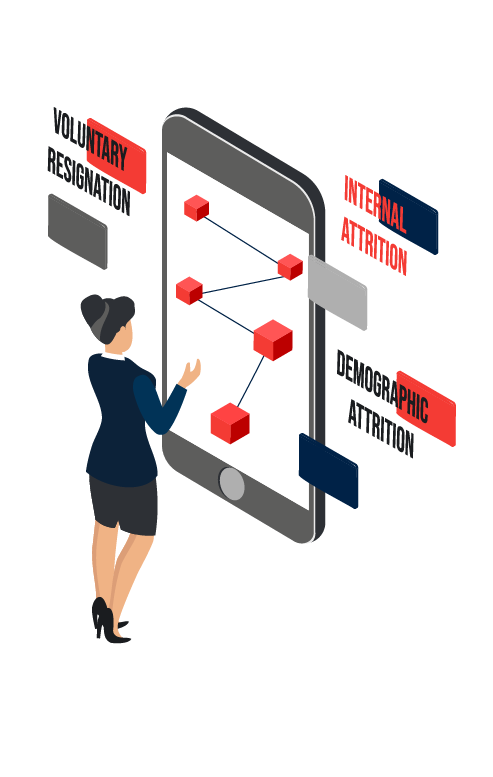 VOLUNTARY
RESIGNATION
INTERNAL
ATTRITION
DEMOGRAPHIC
ATTRITION